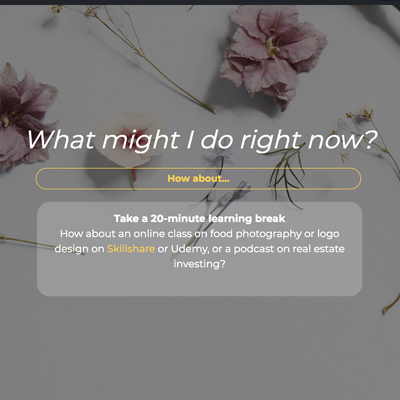 What might I do right now?
How about...
Take a 20-minute learning break
How about an online class on food photography or logo
design on Skillshare or Udemy, or a podcast on real estate
investing?